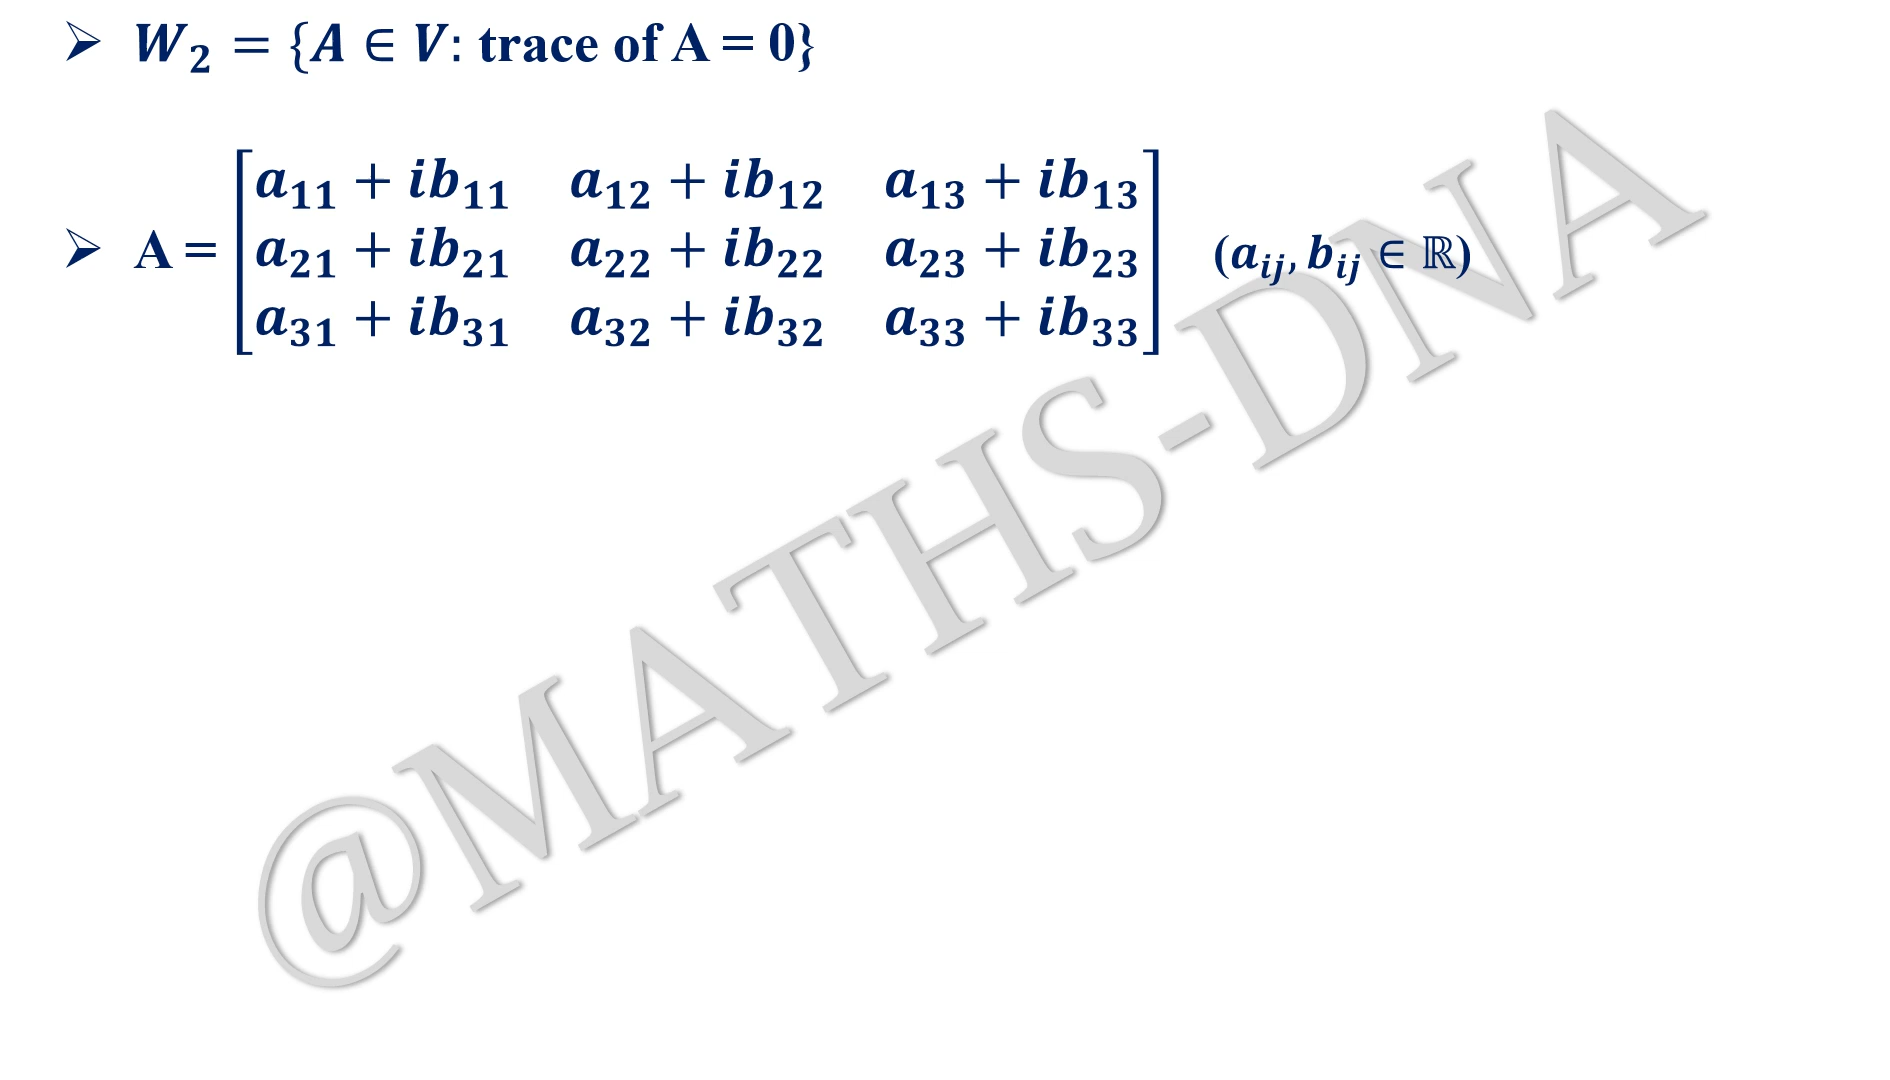 ➢ W₂ = {A ∈ V: trace of A = 0}
➢ A = [a₁₁ + ib₁₁ a₁₂ + ib₁₂ a₁₃ + ib₁₃
a₂₁ + ib₂₁ a₂₂ + ib₂₂ a₂₃ + ib₂₃
a₃₁ + ib₃₁ a₃₂ + ib₃₂ a₃₃ + ib₃₃] (aᵢⱼ, bᵢⱼ ∈ ℝ)
@MATHS-DNA